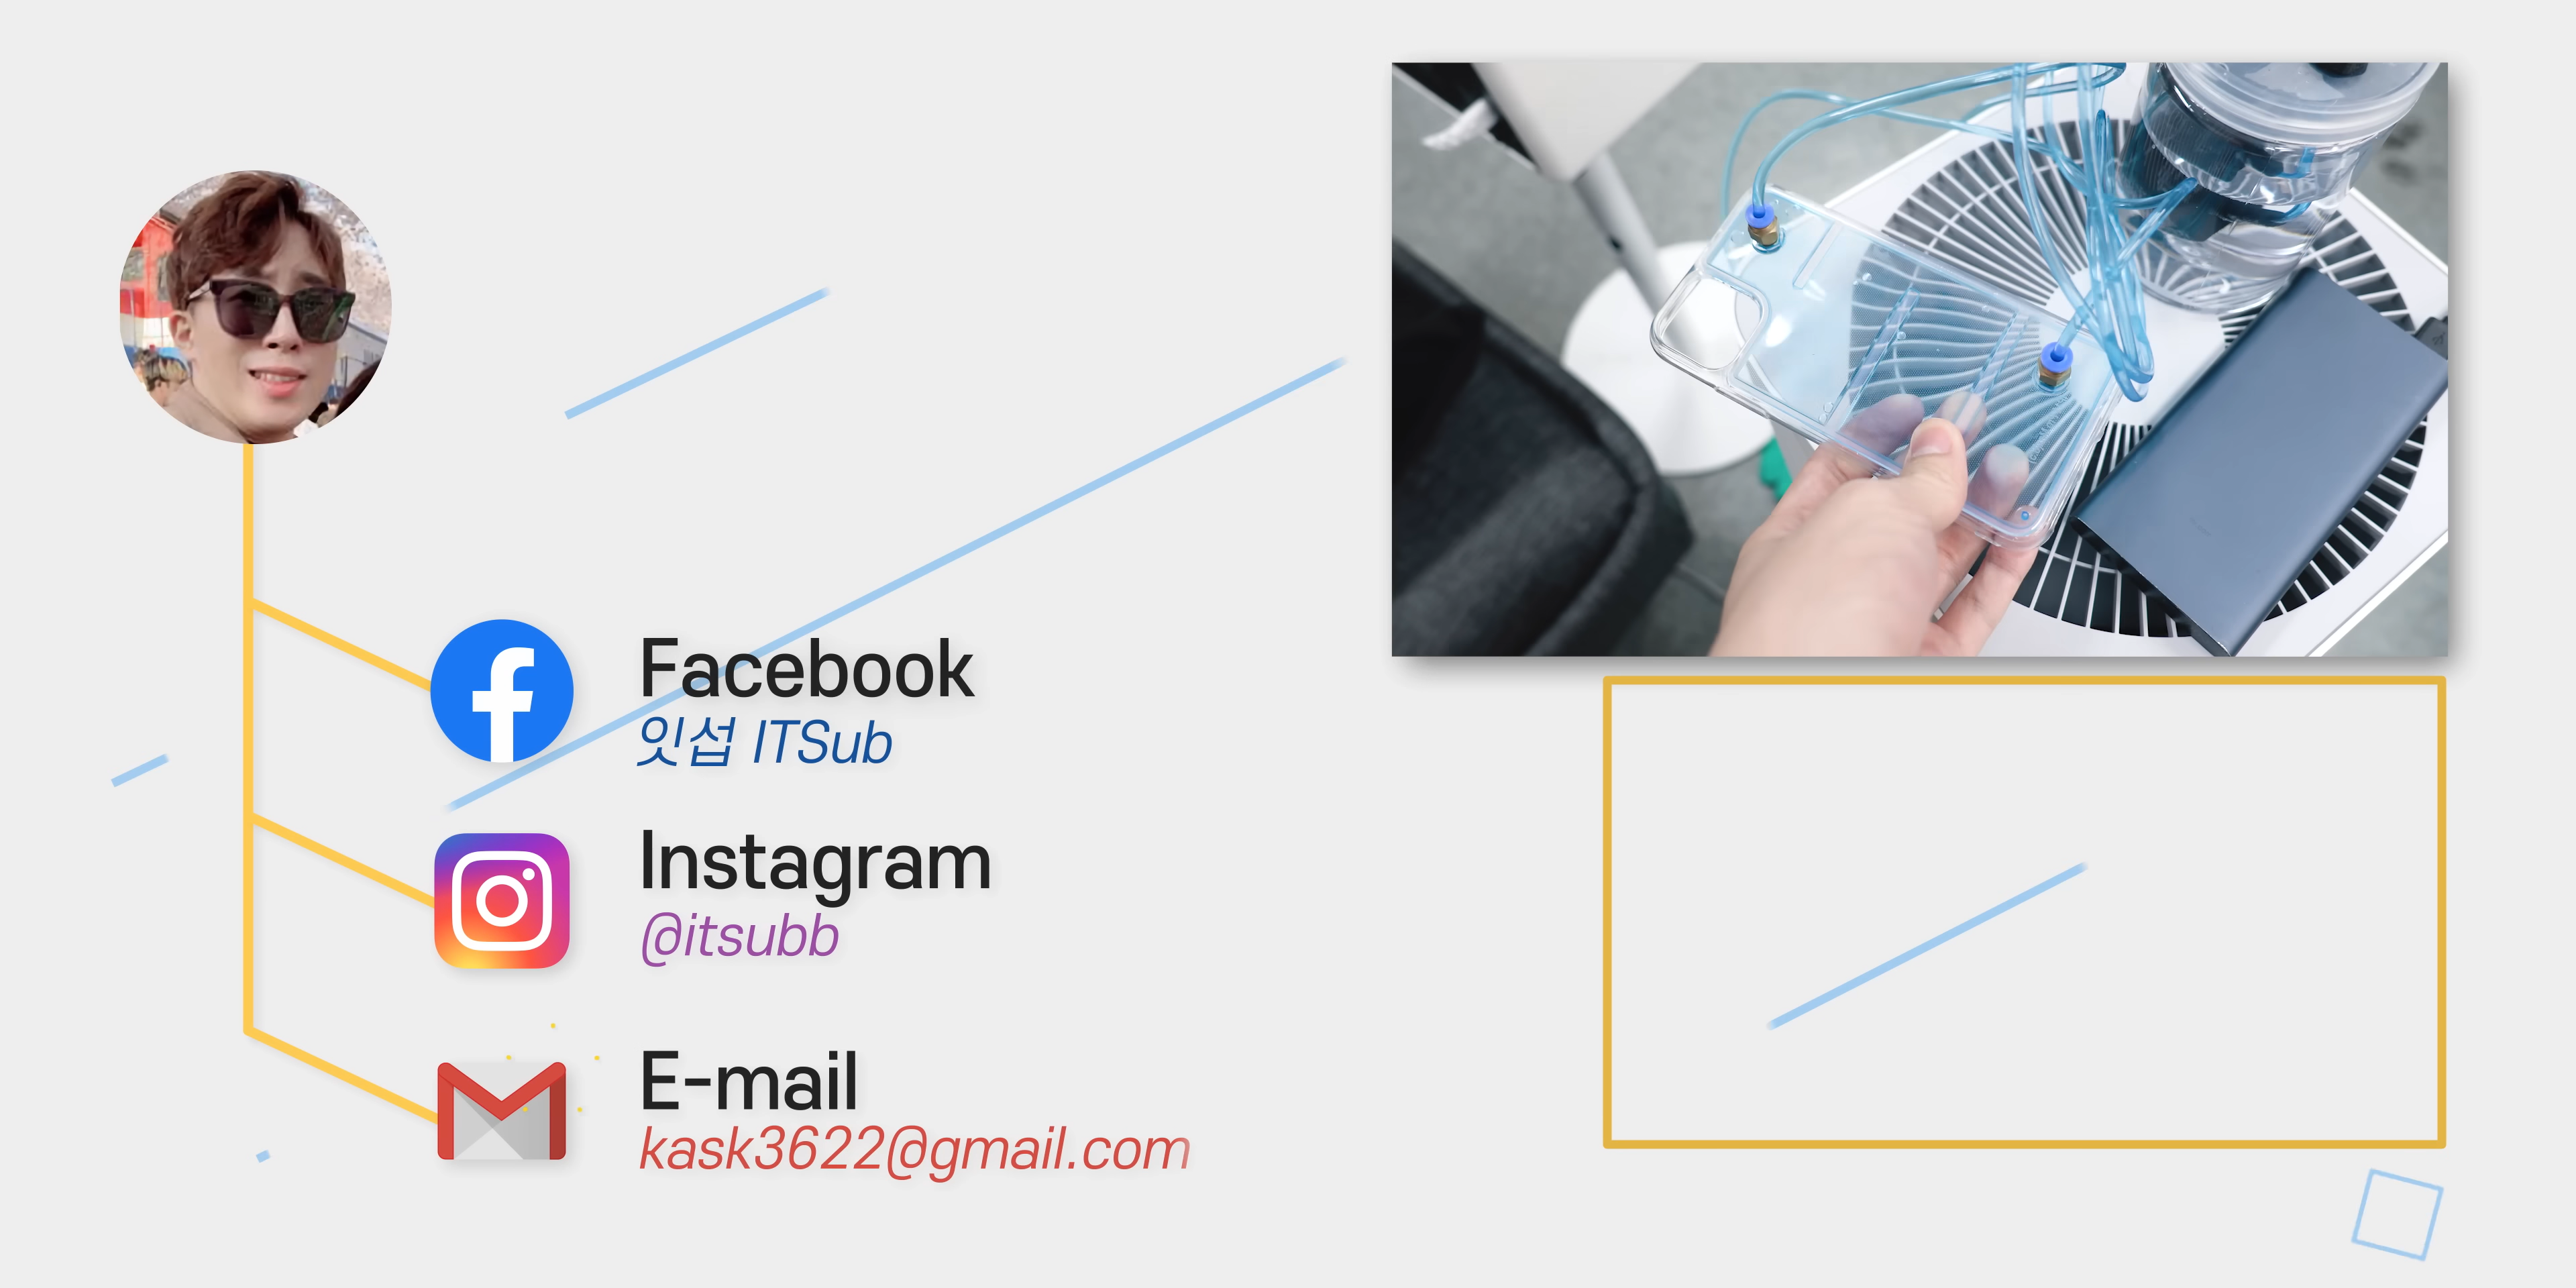 Facebook
잇섭 ITSub
Instagram
@itsubb
E-mail
kask3622@gmail.com